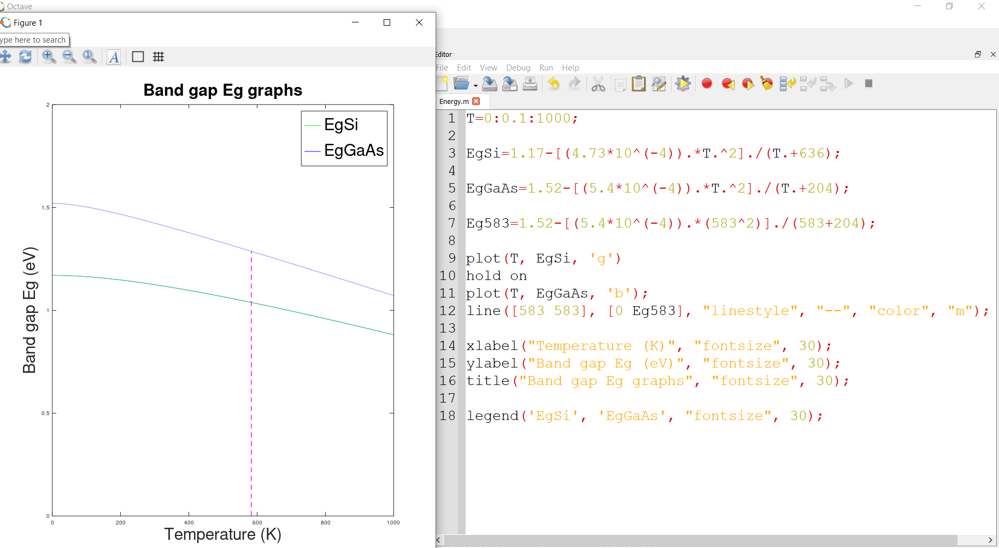 Octave
Figure 1
ype here to search
Band gap Eg graphs
EgSi
EgGaAs
2
1.5
1
0.5
0
Band gap Eg (eV)
0 200 400 600 800 1000
Temperature (K)
Editor
File Edit View Debug Run Help
Energy.m
1 T=0:0.1:1000;
2
3 EgSi=1.17-[(4.73*10^(-4)).*T.^2]./(T.+636);
4
5 EgGaAs=1.52-[(5.4*10^(-4)).*T.^2]./(T.+204);
6
7 Eg583=1.52-[(5.4*10^(-4)).*(583^2)]./(583+204);
8
9 plot(T, EgSi, 'g')
10 hold on
11 plot(T, EgGaAs, 'b');
12 line([583 583], [0 Eg583], "linestyle", "--", "color", "m");
13
14 xlabel("Temperature (K)", "fontsize", 30);
15 ylabel("Band gap Eg (eV)", "fontsize", 30);
16 title("Band gap Eg graphs", "fontsize", 30);
17
18 legend('EgSi', 'EgGaAs', "fontsize", 30);